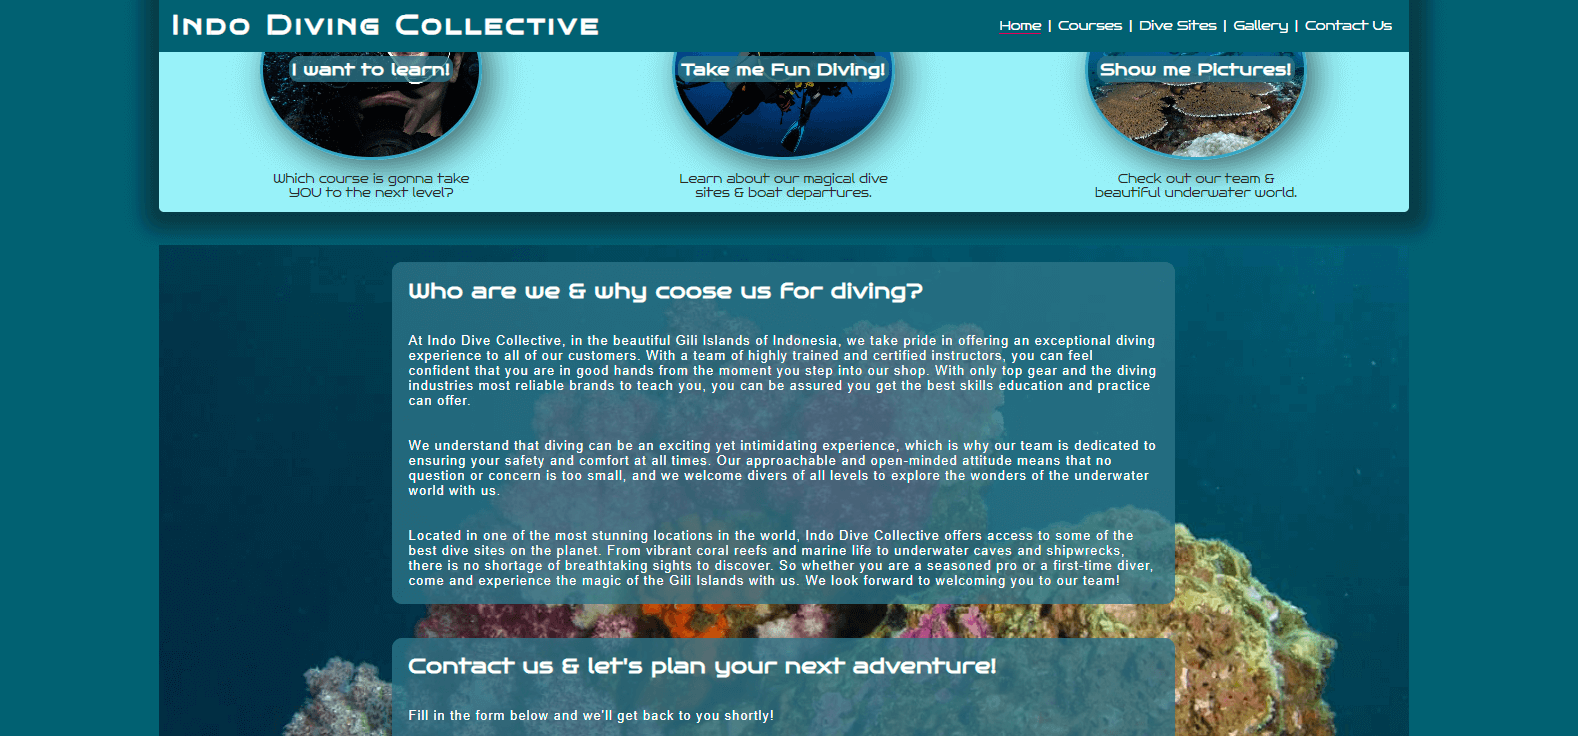 Indo Diving Collective
Home | Courses | Dive Sites | Gallery | Contact Us
I want to learn!
Take me Fun Diving!
Show me Pictures!
Which course is gonna take
YOU to the next level?
Learn about our magical dive
sites & boat departures.
Check out our team &
beautiful underwater world.
Who are we & why coose us for diving?
At Indo Dive Collective, in the beautiful Gili Islands of Indonesia, we take pride in offering an exceptional diving
experience to all of our customers. With a team of highly trained and certified instructors, you can feel
confident that you are in good hands from the moment you step into our shop. With only top gear and the diving
industries most reliable brands to teach you, you can be assured you get the best skills education and practice
can offer.
We understand that diving can be an exciting yet intimidating experience, which is why our team is dedicated to
ensuring your safety and comfort at all times. Our approachable and open-minded attitude means that no
question or concern is too small, and we welcome divers of all levels to explore the wonders of the underwater
world with us.
Located in one of the most stunning locations in the world, Indo Dive Collective offers access to some of the
best dive sites on the planet. From vibrant coral reefs and marine life to underwater caves and shipwrecks,
there is no shortage of breathtaking sights to discover. So whether you are a seasoned pro or a first-time diver,
come and experience the magic of the Gili Islands with us. We look forward to welcoming you to our team!
Contact us & let's plan your next adventure!
Fill in the form below and we'll get back to you shortly!